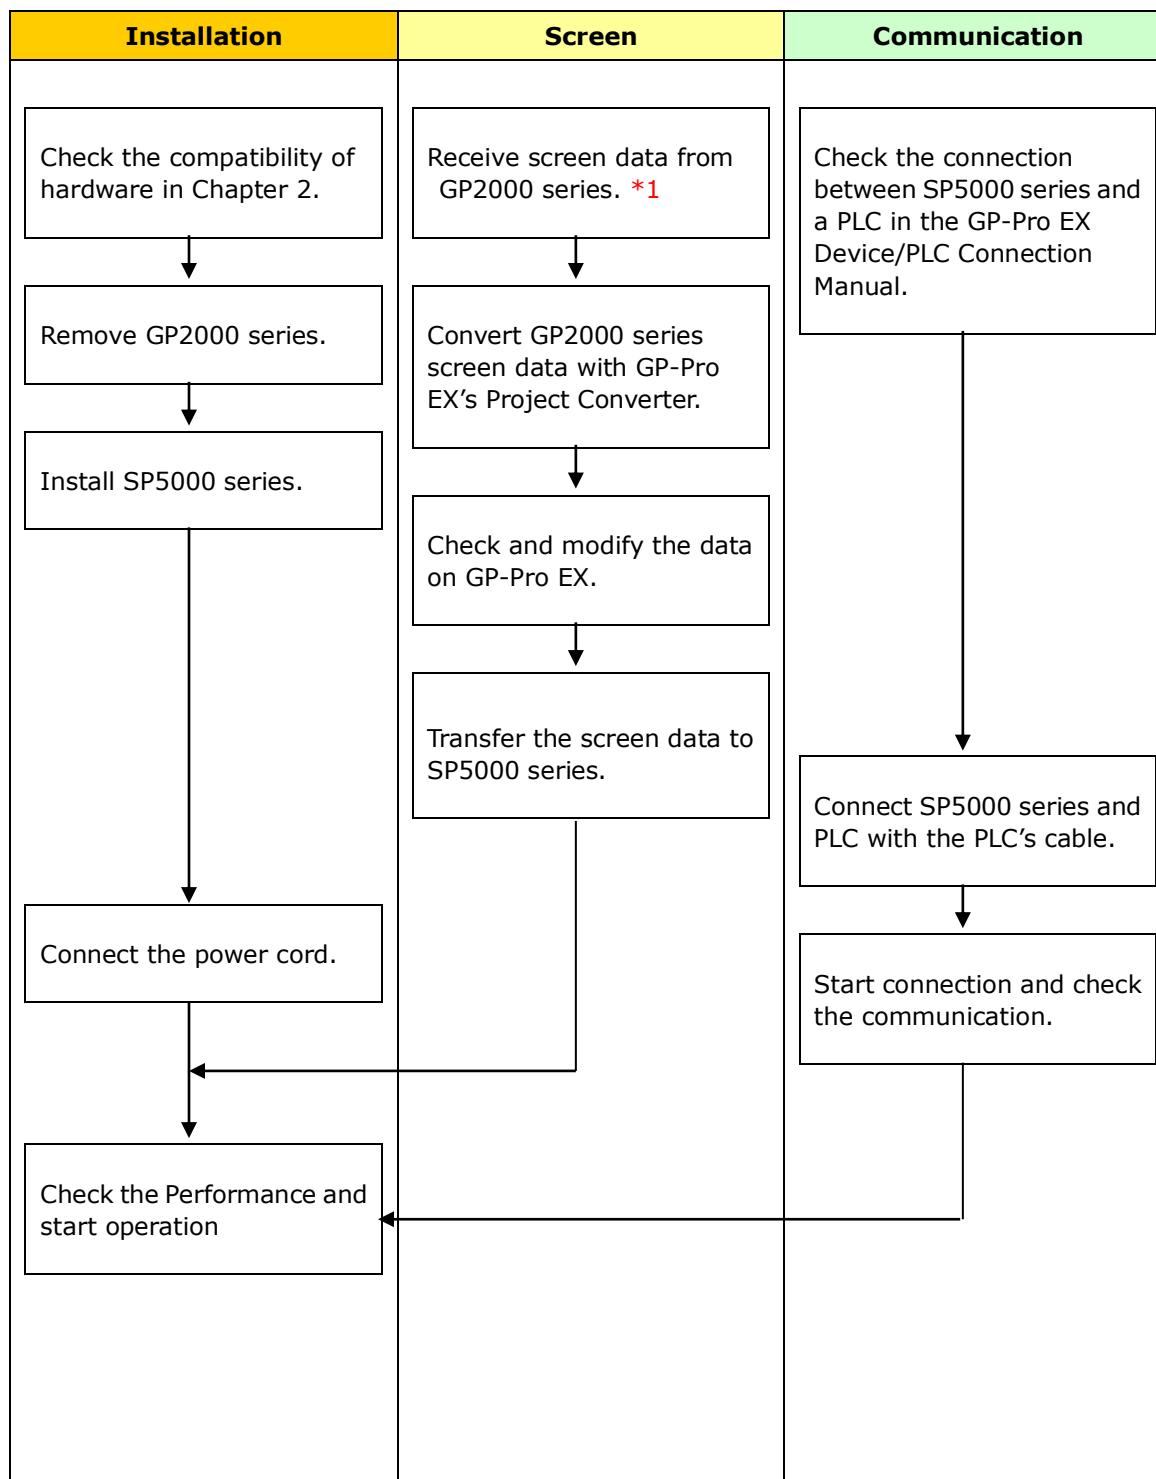 Installation
Screen
Communication
Check the compatibility of
hardware in Chapter 2.
Remove GP2000 series.
Install SP5000 series.
Connect the power cord.
Check the Performance and
start operation
Receive screen data from
GP2000 series. *1
Convert GP2000 series
screen data with GP-Pro
EX’s Project Converter.
Check and modify the data
on GP-Pro EX.
Transfer the screen data to
SP5000 series.
Check the connection
between SP5000 series and
a PLC in the GP-Pro EX
Device/PLC Connection
Manual.
Connect SP5000 series and
PLC with the PLC’s cable.
Start connection and check
the communication.